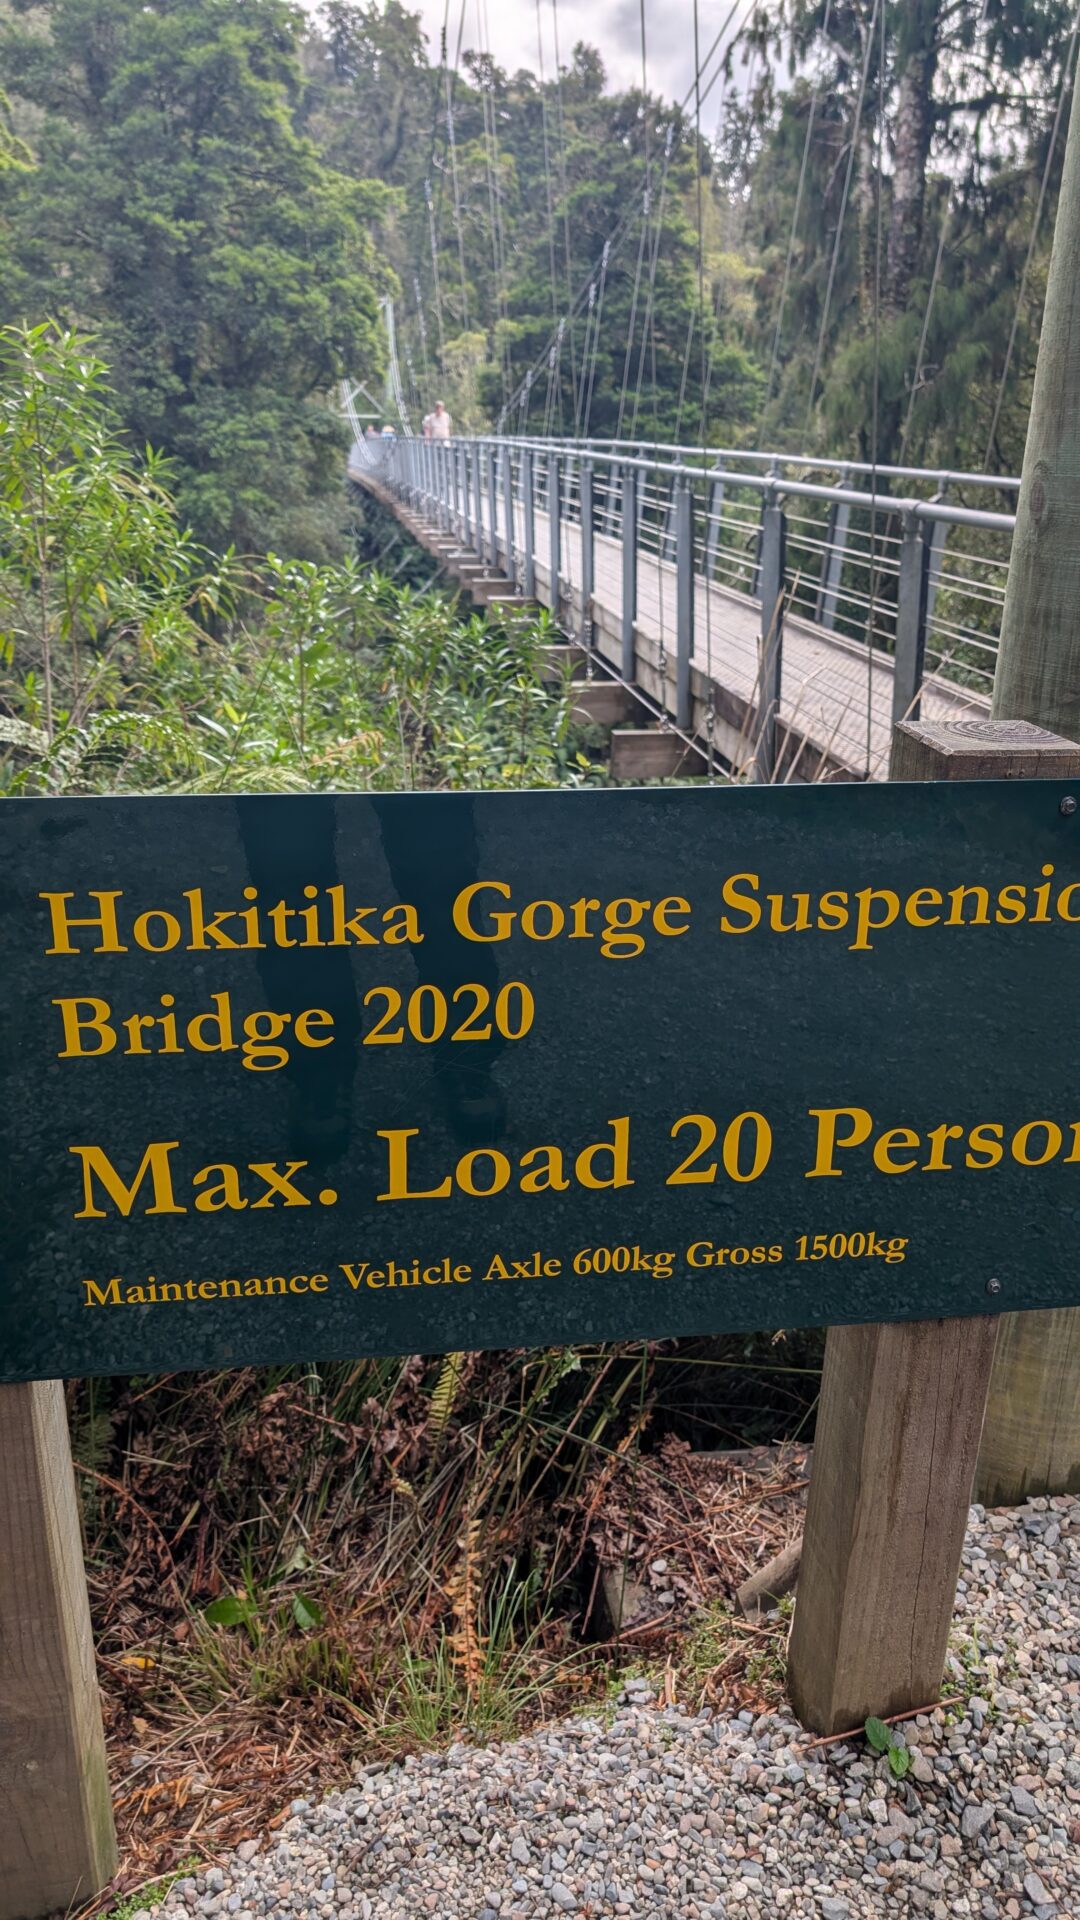 Hokitika Gorge Suspensio
Bridge 2020
Max. Load 20 Person
Maintenance Vehicle Axle 600kg Gross 1500kg